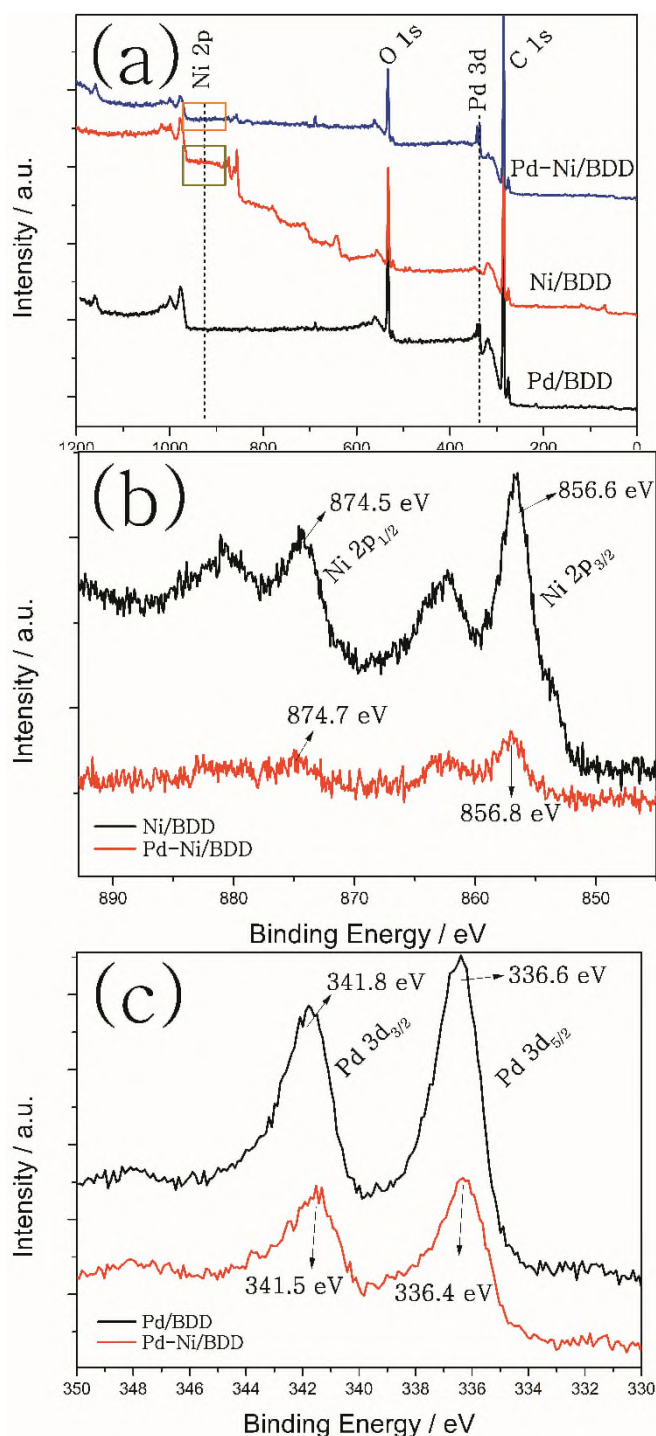 (a)
Ni 2p
O 1s
Pd 3d
C 1s
Pd-Ni/BDD
Ni/BDD
Pd/BDD
Intensity / a.u.
1200 1000 800 600 400 200 0
(b)
874.5 eV
856.6 eV
Ni 2p1/2
Ni 2p3/2
874.7 eV
856.8 eV
Ni/BDD
Pd-Ni/BDD
Intensity / a.u.
890 880 870 860 850
Binding Energy / eV
(c)
341.8 eV
336.6 eV
Pd 3d3/2
Pd 3d5/2
341.5 eV
336.4 eV
Pd/BDD
Pd-Ni/BDD
Intensity / a.u.
350 348 346 344 342 340 338 336 334 332 330
Binding Energy / eV